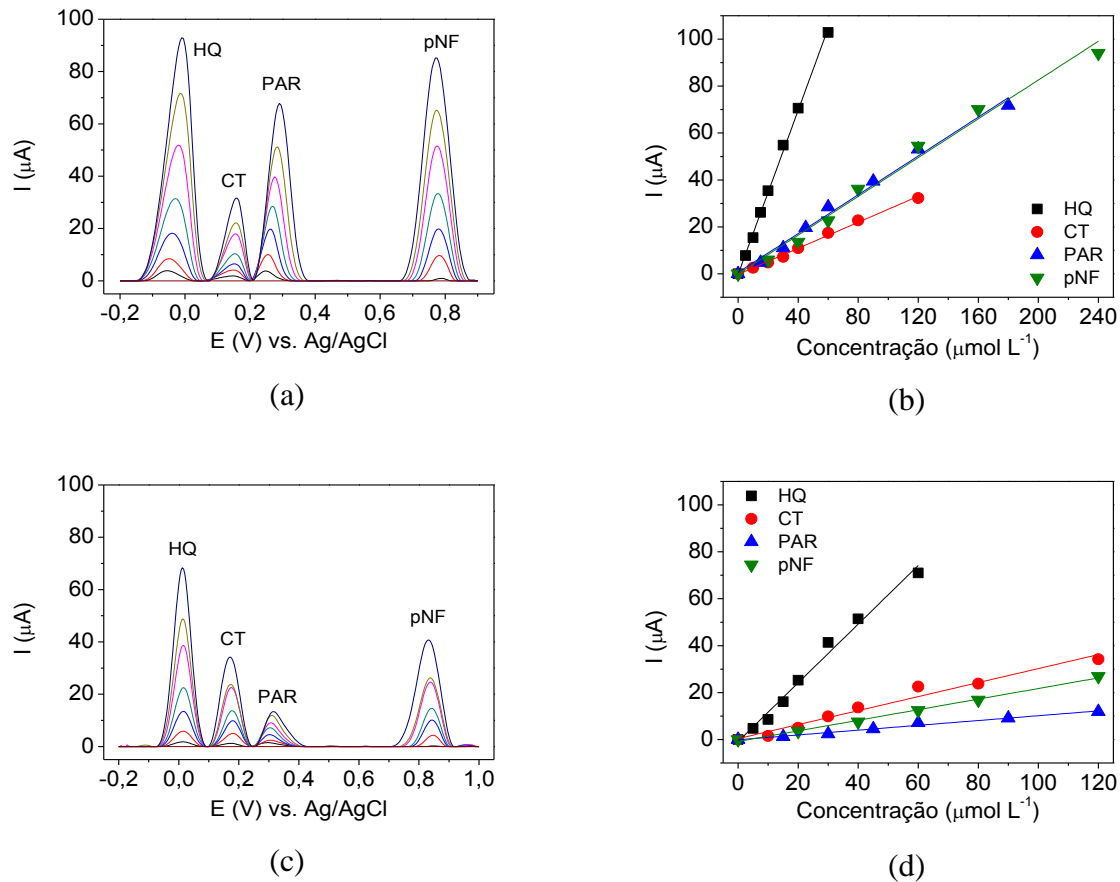 100
80
60
40
20
0
I (μA)
HQ
CT
PAR
pNF
-0,2 0,0 0,2 0,4 0,6 0,8
E (V) vs. Ag/AgCl
(a)
100
80
60
40
20
0
I (μA)
HQ
CT
PAR
pNF
0 40 80 120 160 200 240
Concentração (μmol L⁻¹)
(b)
100
80
60
40
20
0
I (μA)
HQ
CT
PAR
pNF
-0,2 0,0 0,2 0,4 0,6 0,8 1,0
E (V) vs. Ag/AgCl
(c)
100
80
60
40
20
0
I (μA)
HQ
CT
PAR
pNF
0 20 40 60 80 100 120
Concentração (μmol L⁻¹)
(d)